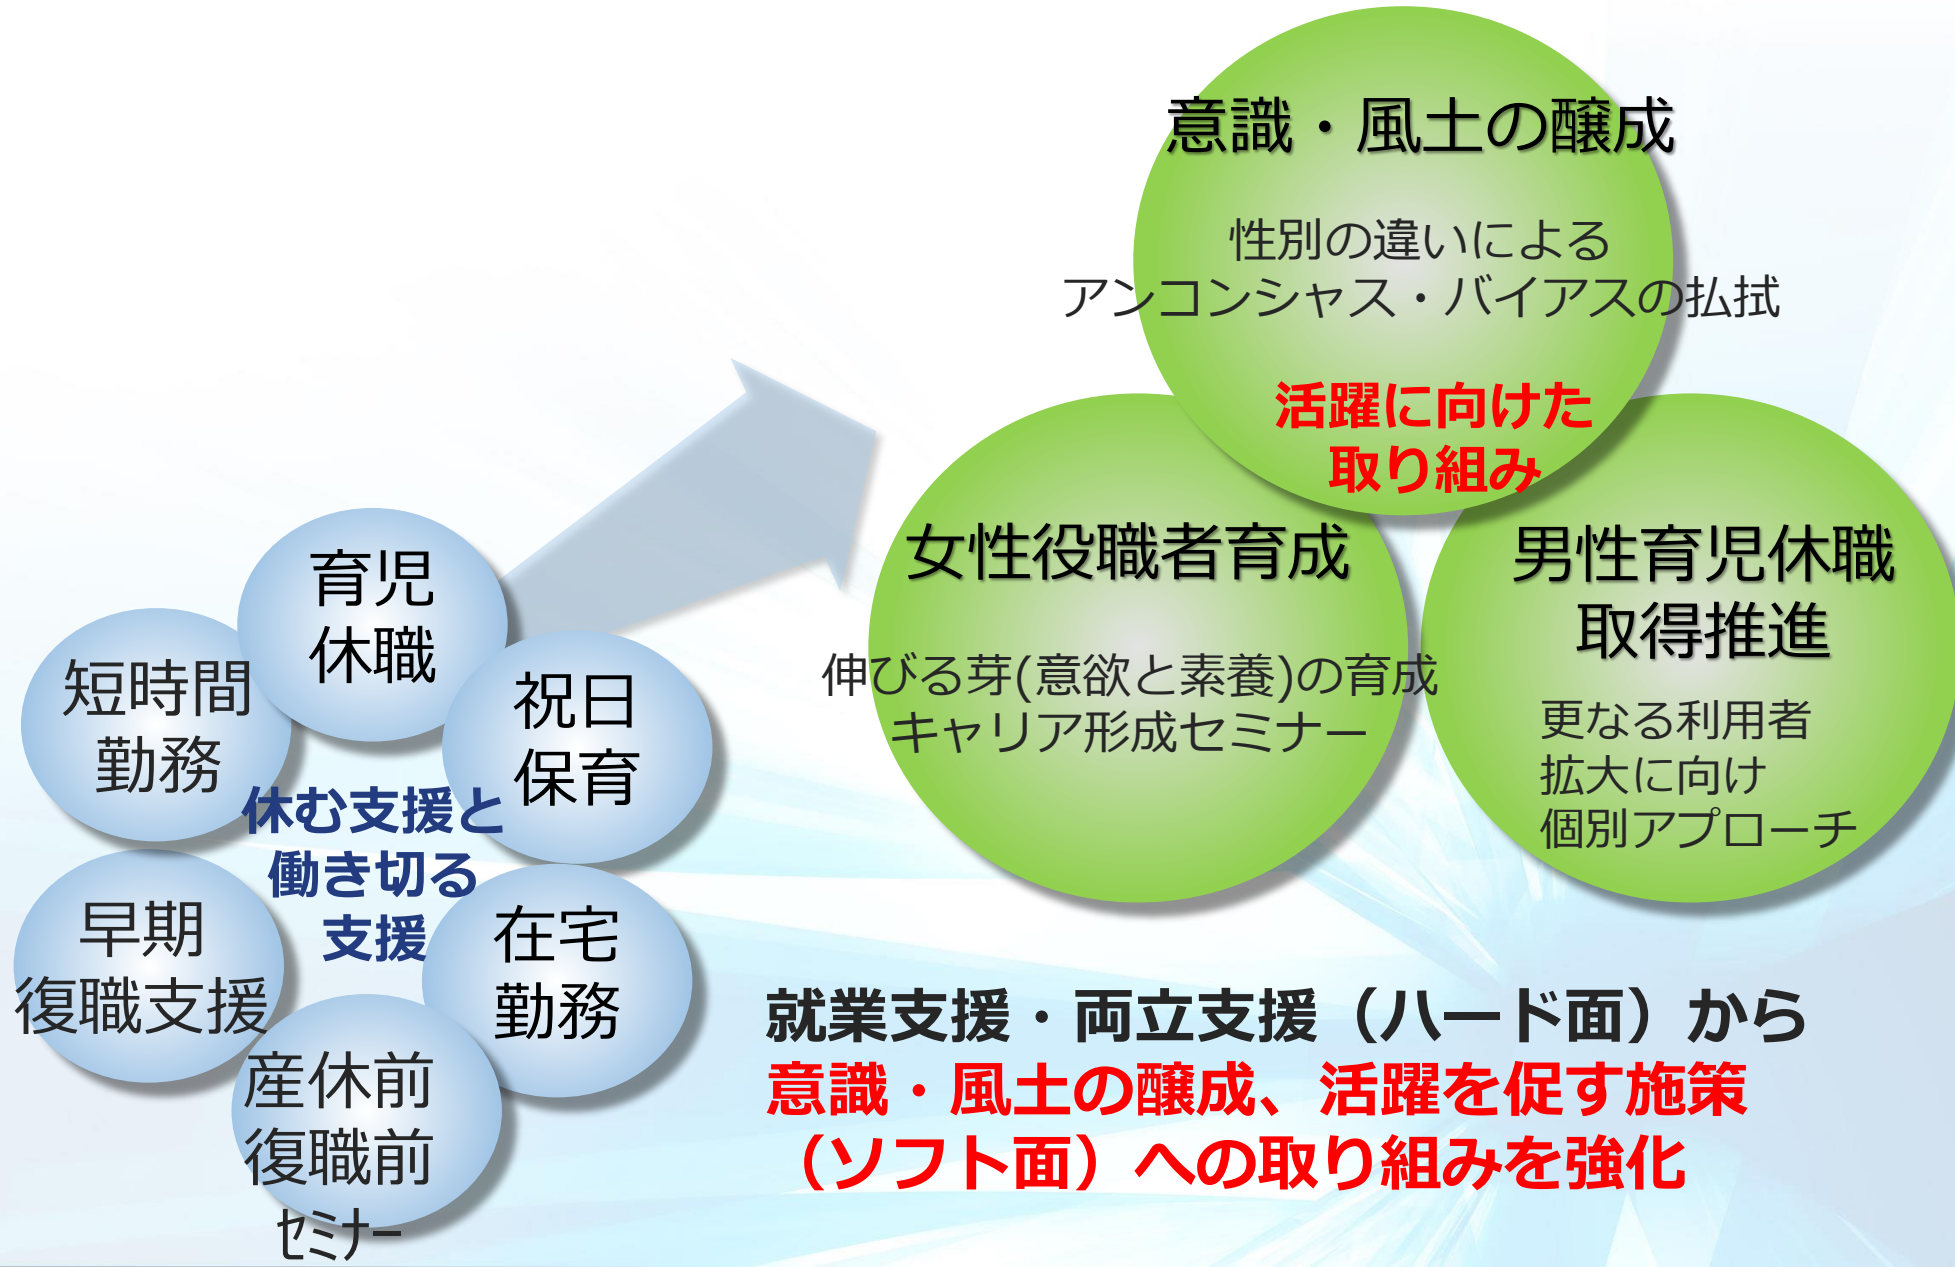 意識・風土の醸成
性別の違いによる
アンコンシャス・バイアスの払拭
活躍に向けた
取り組み
女性役職者育成
伸びる芽(意欲と素養)の育成
キャリア形成セミナー
男性育児休職
取得推進
更なる利用者
拡大に向け
個別アプローチ
育児
休職
短時間
勤務
祝日
保育
休む支援と
働き切る
支援
早期
復職支援
在宅
勤務
産休前
復職前
ｾﾐﾅｰ
就業支援・両立支援（ハード面）から
意識・風土の醸成、活躍を促す施策
（ソフト面）への取り組みを強化